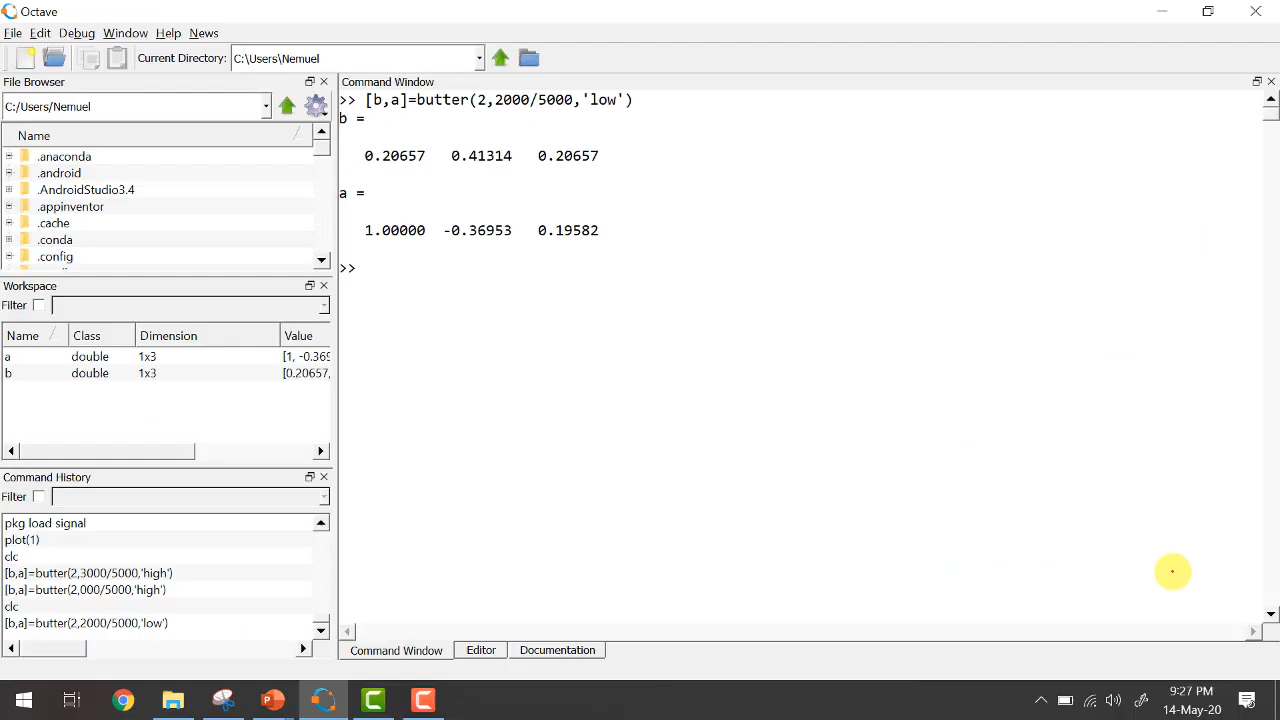 Octave
File Edit Debug Window Help News
Current Directory: C:\Users\Nemuel
File Browser
C:/Users/Nemuel
Name
.anaconda
.android
.AndroidStudio3.4
.appinventor
.cache
.conda
.config
Workspace
Filter
Name Class Dimension Value
a double 1x3 [1, -0.369
b double 1x3 [0.20657,
Command History
Filter
pkg load signal
plot(1)
clc
[b,a]=butter(2,3000/5000,'high')
[b,a]=butter(2,000/5000,'high')
clc
[b,a]=butter(2,2000/5000,'low')
Command Window
>> [b,a]=butter(2,2000/5000,'low')
b =
0.20657 0.41314 0.20657
a =
1.00000 -0.36953 0.19582
>>
Command Window Editor Documentation
9:27 PM
14-May-20